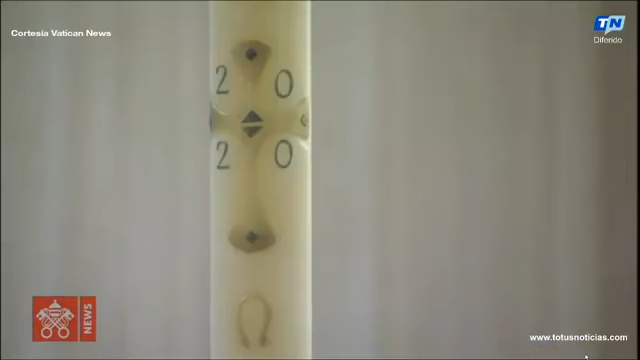 Cortesía Vatican News
TN
Diferido
2 0
2 0
Ω
NEWS
www.totusnoticias.com